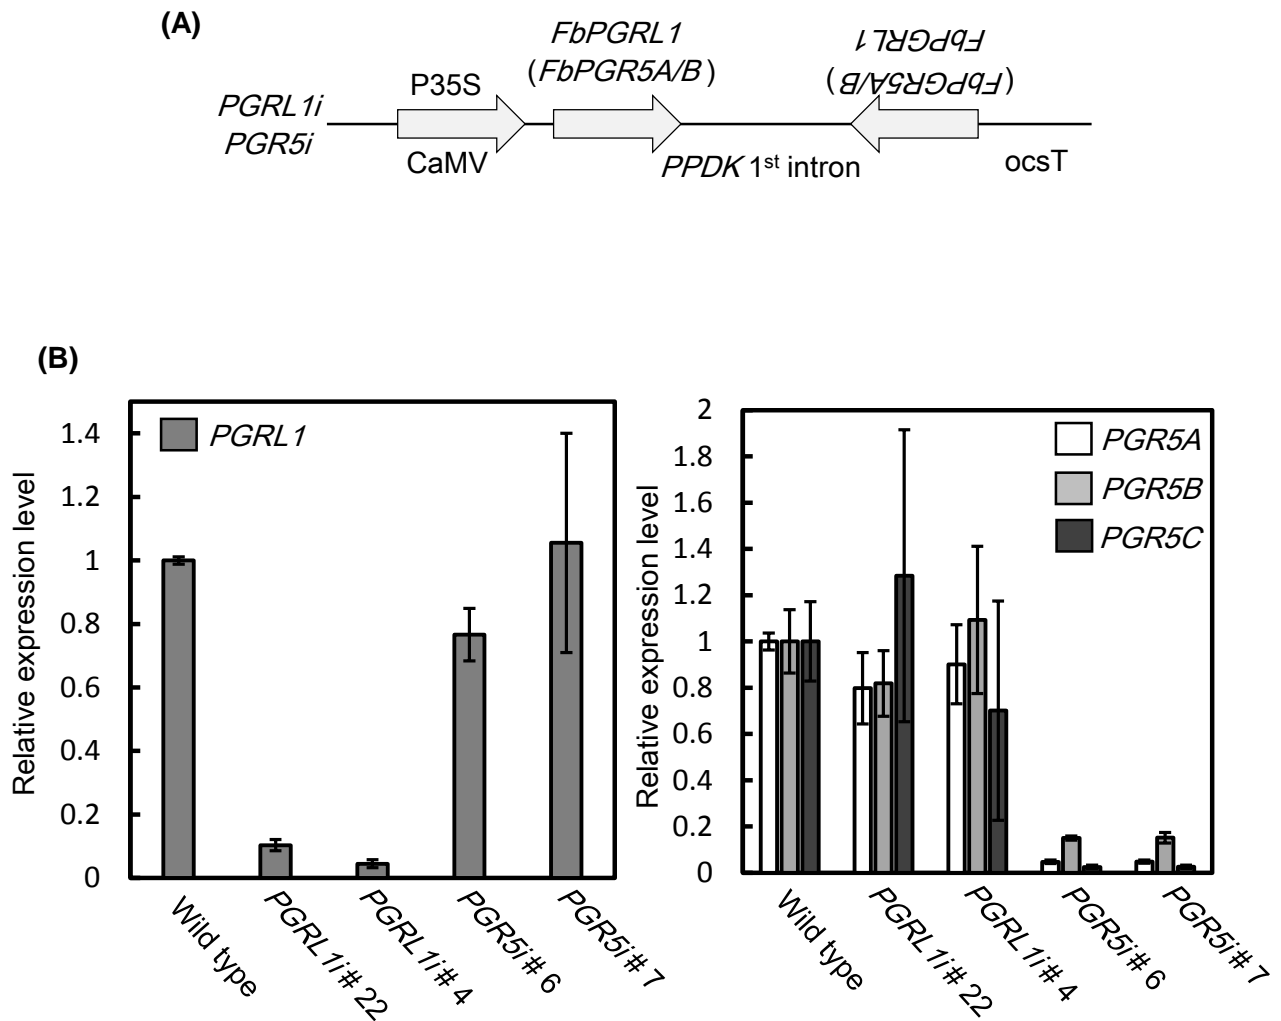 (A)
FbPGRL1
(FbPGR5A/B)
FbPGRL1
(FbPGR5A/B)
P35S
PGRL1i
PGR5i
CaMV
PPDK 1st intron
ocsT
(B)
PGRL1
Relative expression level
1.4
1.2
1
0.8
0.6
0.4
0.2
0
Wild type
PGRL1i# 22
PGRL1i# 4
PGR5i# 6
PGR5i# 7
PGR5A
PGR5B
PGR5C
Relative expression level
2
1.8
1.6
1.4
1.2
1
0.8
0.6
0.4
0.2
0
Wild type
PGRL1i# 22
PGRL1i# 4
PGR5i# 6
PGR5i# 7